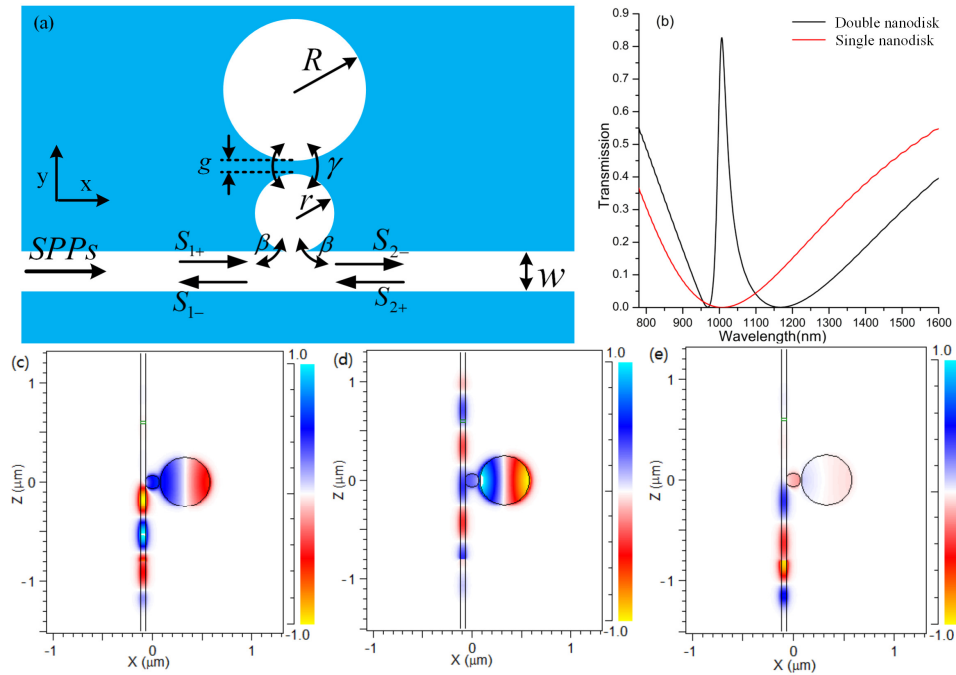 (a)
R
g
γ
y
x
r
SPPs
S1+
β
β
S2-
w
S1-
S2+
(b)
Double nanodisk
Single nanodisk
0.9
0.8
0.7
0.6
0.5
0.4
0.3
0.2
0.1
0.0
Transmission
800 900 1000 1100 1200 1300 1400 1500 1600
Wavelength(nm)
(c)
1
0
-1
Z (μm)
-1 0 1
X (μm)
1.0
-1.0
(d)
1
0
-1
Z (μm)
-1 0 1
X (μm)
1.0
-1.0
(e)
1
0
-1
Z (μm)
-1 0 1
X (μm)
1.0
-1.0